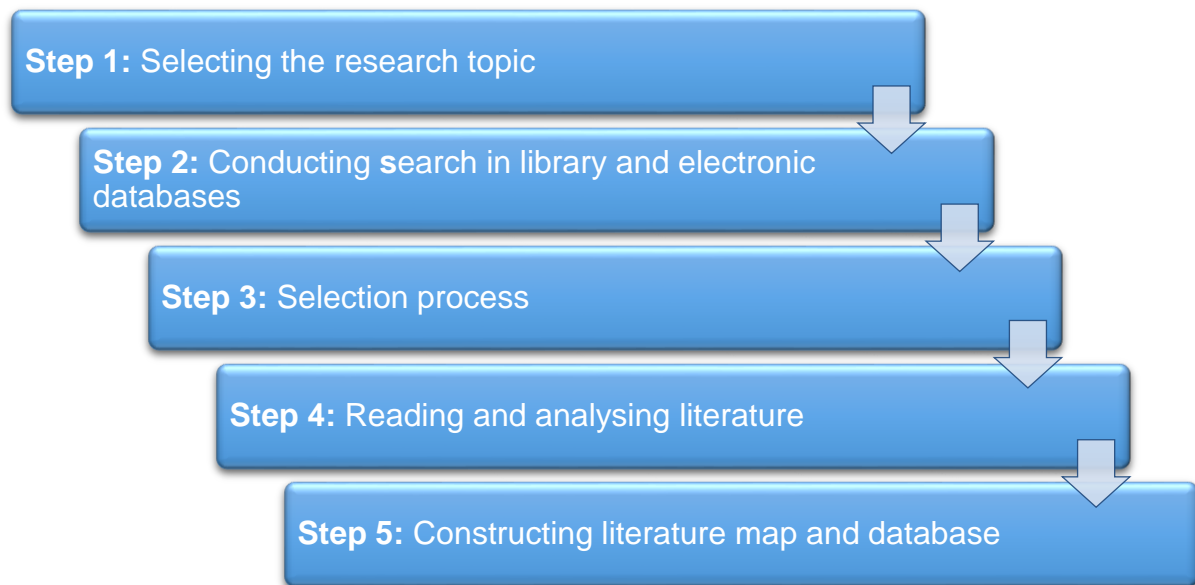 Step 1: Selecting the research topic
Step 2: Conducting search in library and electronic
databases
Step 3: Selection process
Step 4: Reading and analysing literature
Step 5: Constructing literature map and database